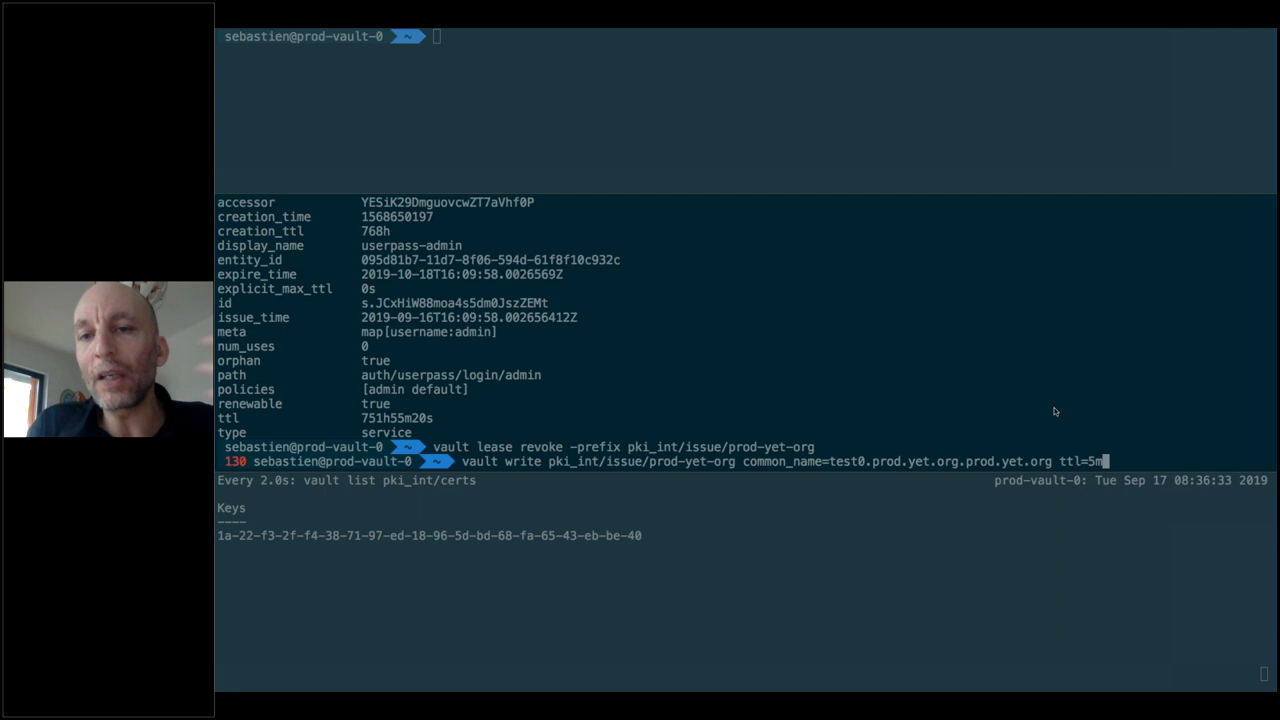 sebastien@prod-vault-0 ~
accessor YESiK29DmguovcwZT7aVhf0P
creation_time 1568650197
creation_ttl 768h
display_name userpass-admin
entity_id 095d81b7-11d7-8f06-594d-61f8f10c932c
expire_time 2019-10-18T16:09:58.0026569Z
explicit_max_ttl 0s
id s.JCxHiW88moa4s5dm0JszZEMt
issue_time 2019-09-16T16:09:58.002656412Z
meta map[username:admin]
num_uses 0
orphan true
path auth/userpass/login/admin
policies [admin default]
renewable true
ttl 751h55m20s
type service
sebastien@prod-vault-0 ~ vault lease revoke -prefix pki_int/issue/prod-yet-org
130 sebastien@prod-vault-0 ~ vault write pki_int/issue/prod-yet-org common_name=test0.prod.yet.org.prod.yet.org ttl=5m
Every 2.0s: vault list pki_int/certs prod-vault-0: Tue Sep 17 08:36:33 2019
Keys
----
1a-22-f3-2f-f4-38-71-97-ed-18-96-5d-bd-68-fa-65-43-eb-be-40